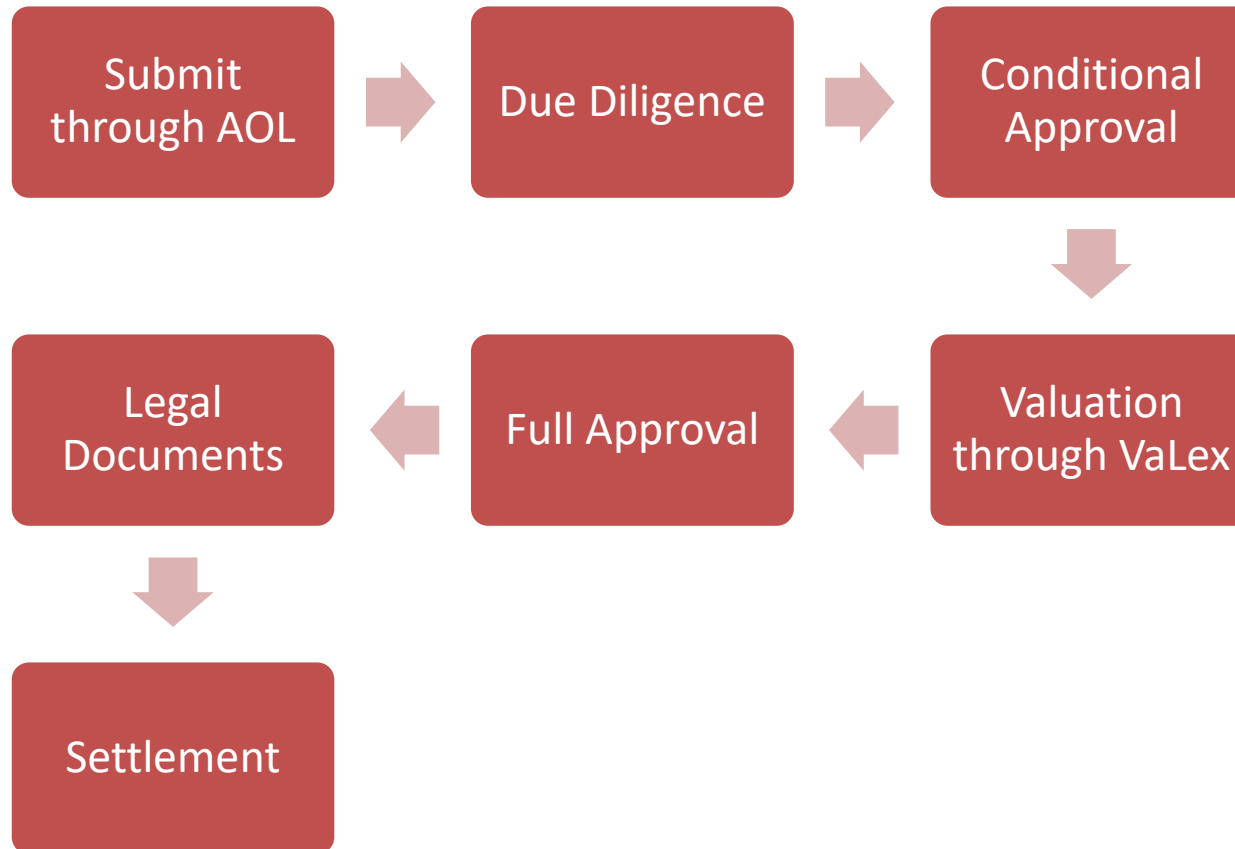 Submit
through AOL
Due Diligence
Conditional
Approval
Valuation
through VaLex
Full Approval
Legal
Documents
Settlement